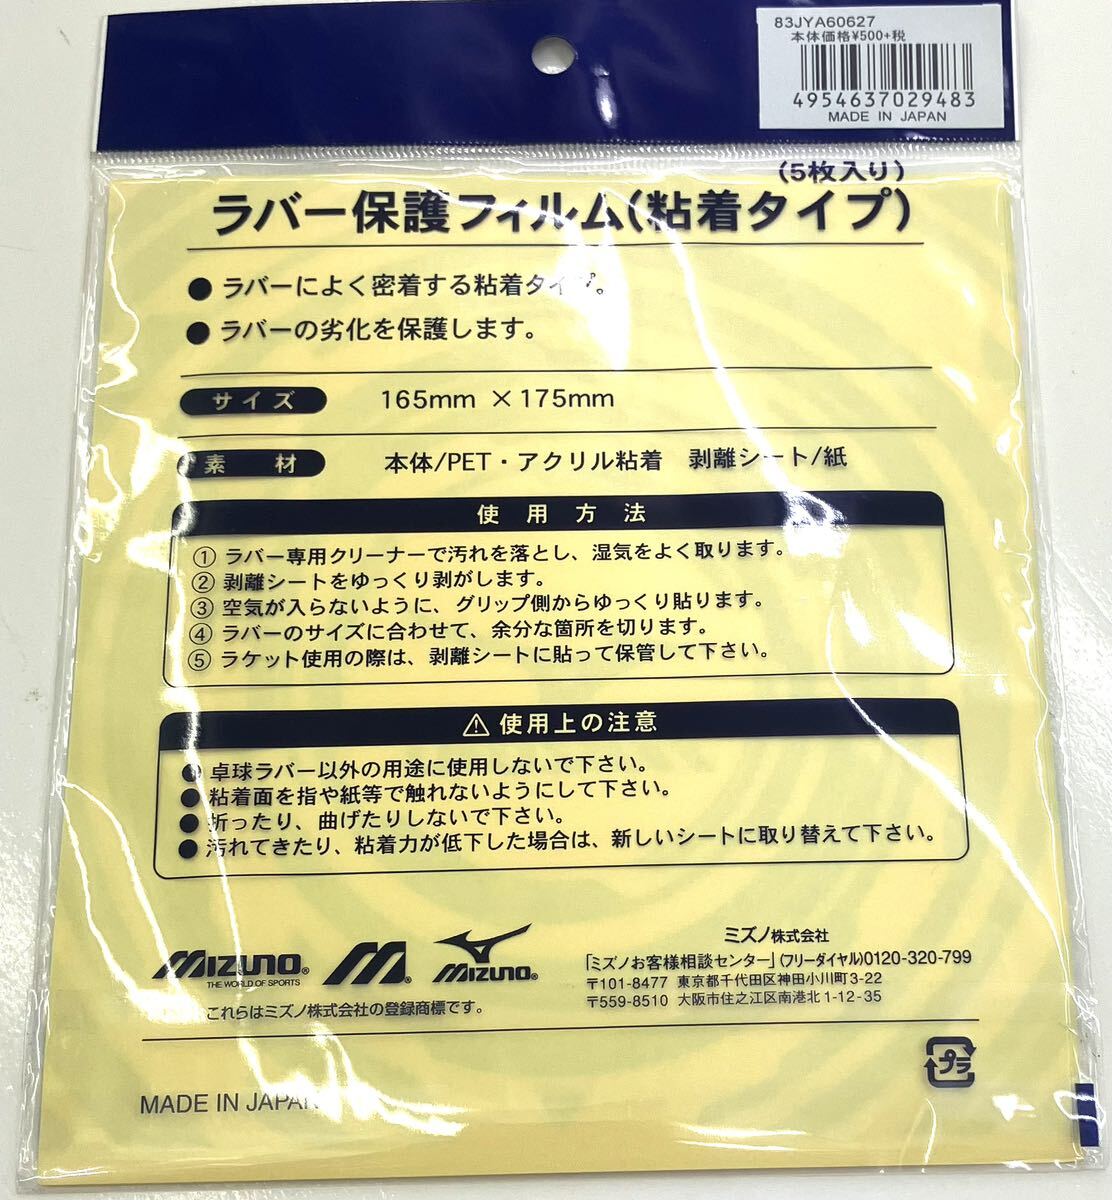 83JYA60627
本体価格¥500+税
4954637029483
MADE IN JAPAN
(5枚入り)
ラバー保護フィルム(粘着タイプ)
● ラバーによく密着する粘着タイプ。
● ラバーの劣化を保護します。
サイズ 165mm ×175mm
素 材 本体/PET・アクリル粘着 剥離シート/紙
使用方法
① ラバー専用クリーナーで汚れを落とし、湿気をよく取ります。
② 剥離シートをゆっくり剥がします。
③ 空気が入らないように、グリップ側からゆっくり貼ります。
④ ラバーのサイズに合わせて、余分な箇所を切ります。
⑤ ラケット使用の際は、剥離シートに貼って保管して下さい。
⚠ 使用上の注意
● 卓球ラバー以外の用途に使用しないで下さい。
● 粘着面を指や紙等で触れないようにして下さい。
● 折ったり、曲げたりしないで下さい。
● 汚れてきたり、粘着力が低下した場合は、新しいシートに取り替えて下さい。
MIZUNO® M® MIZUNO®
THE WORLD OF SPORTS
これらはミズノ株式会社の登録商標です。
ミズノ株式会社
「ミズノお客様相談センター」(フリーダイヤル)0120-320-799
〒101-8477 東京都千代田区神田小川町3-22
〒559-8510 大阪市住之江区南港北1-12-35
プラ
MADE IN JAPAN